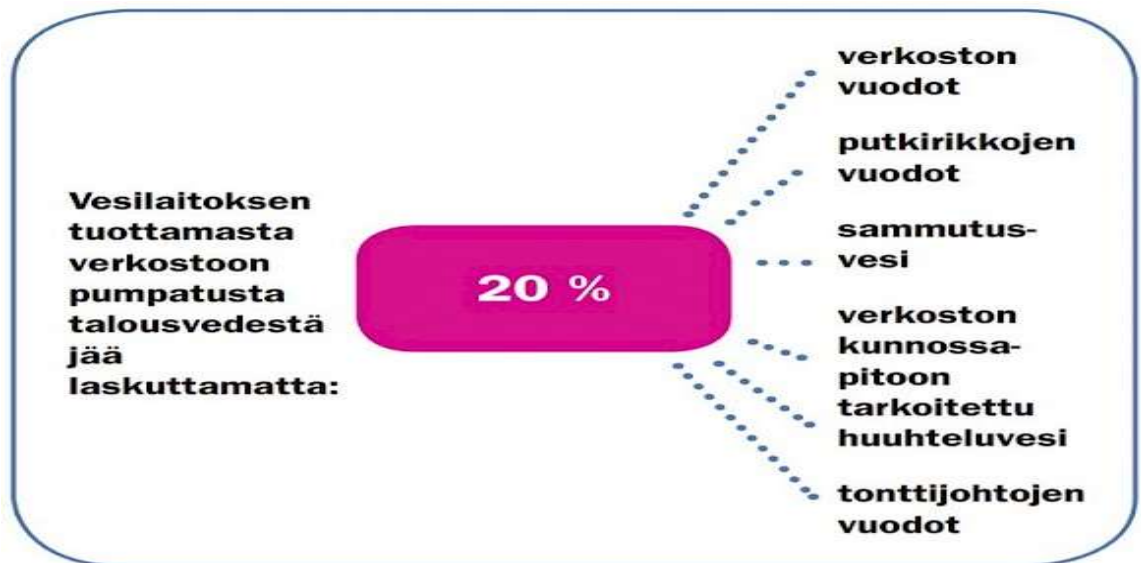 Vesilaitoksen
tuottamasta
verkostoon
pumpatusta
talousvedestä
jää
laskuttamatta:
20 %
verkoston
vuodot
putkirikkojen
vuodot
sammutus-
vesi
verkoston
kunnossa-
pitoon
tarkoitettu
huuhteluvesi
tonttijohtojen
vuodot